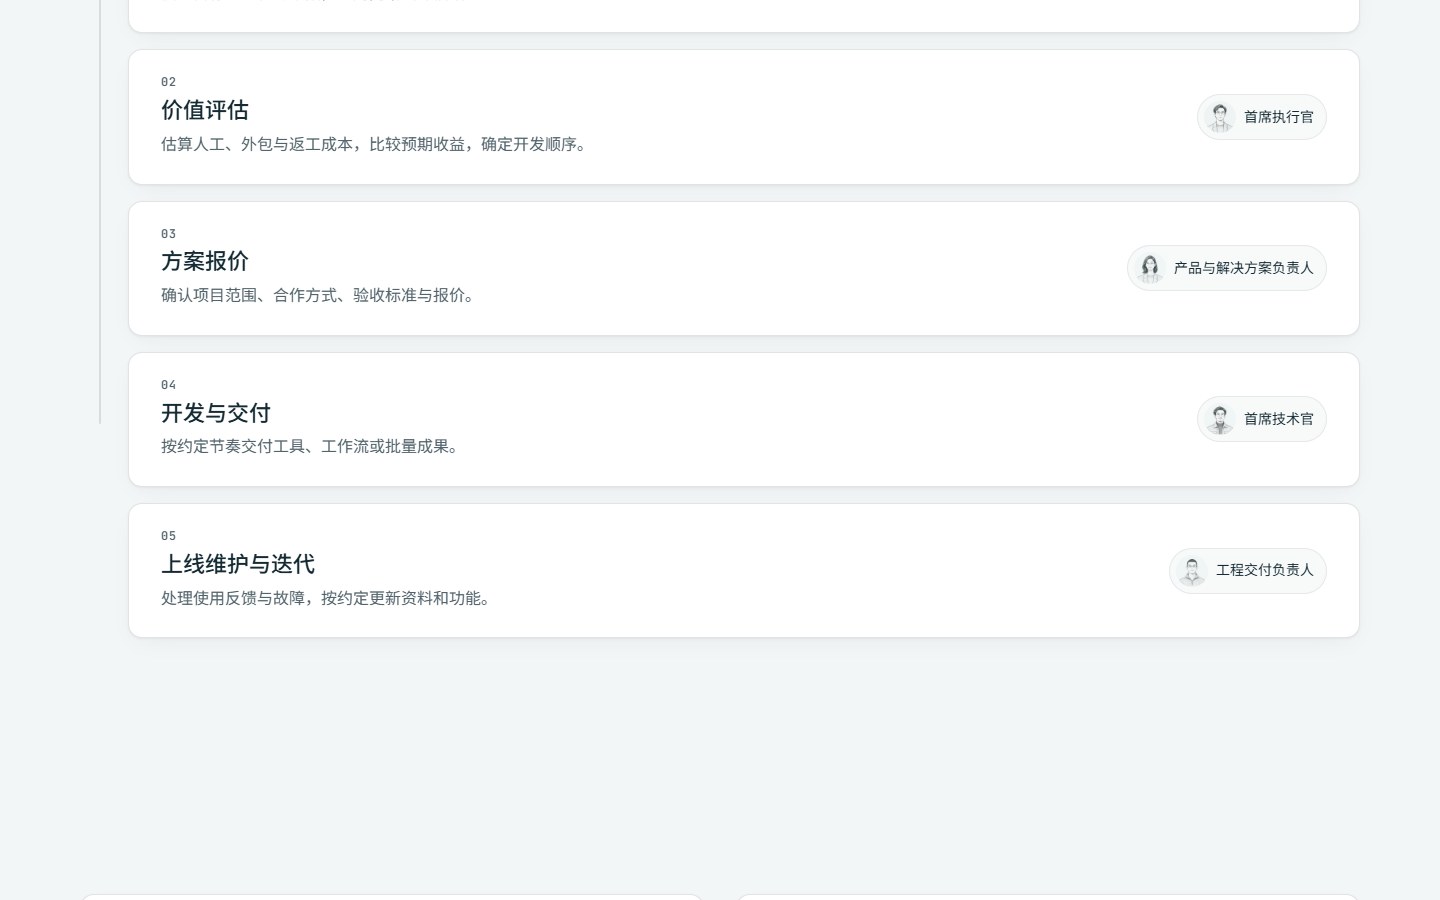 02
价值评估
估算人工、外包与返工成本，比较预期收益，确定开发顺序。
首席执行官
03
方案报价
确认项目范围、合作方式、验收标准与报价。
产品与解决方案负责人
04
开发与交付
按约定节奏交付工具、工作流或批量成果。
首席技术官
05
上线维护与迭代
处理使用反馈与故障，按约定更新资料和功能。
工程交付负责人